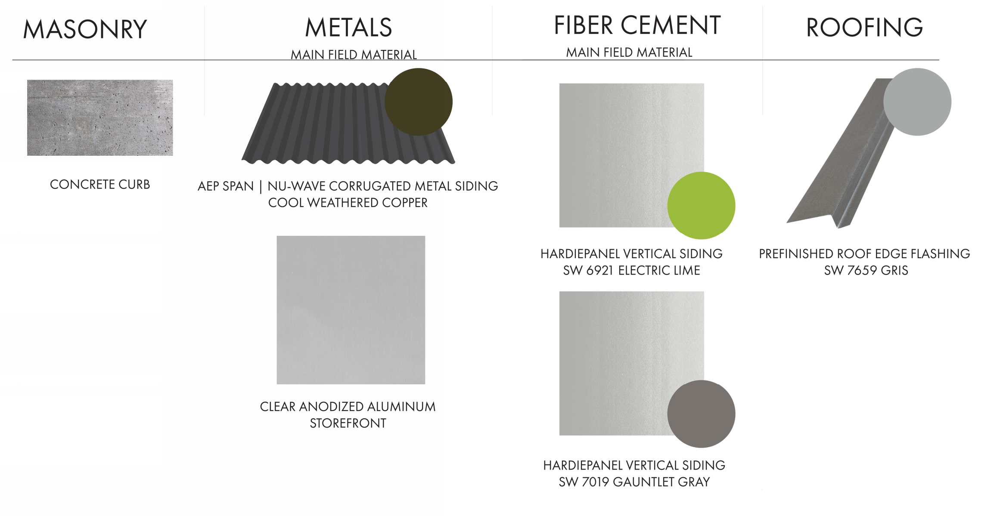 MASONRY
CONCRETE CURB
METALS
MAIN FIELD MATERIAL
AEP SPAN | NU-WAVE CORRUGATED METAL SIDING
COOL WEATHERED COPPER
CLEAR ANODIZED ALUMINUM
STOREFRONT
FIBER CEMENT
MAIN FIELD MATERIAL
HARDIEPANEL VERTICAL SIDING
SW 6921 ELECTRIC LIME
HARDIEPANEL VERTICAL SIDING
SW 7019 GAUNTLET GRAY
ROOFING
PREFINISHED ROOF EDGE FLASHING
SW 7659 GRIS